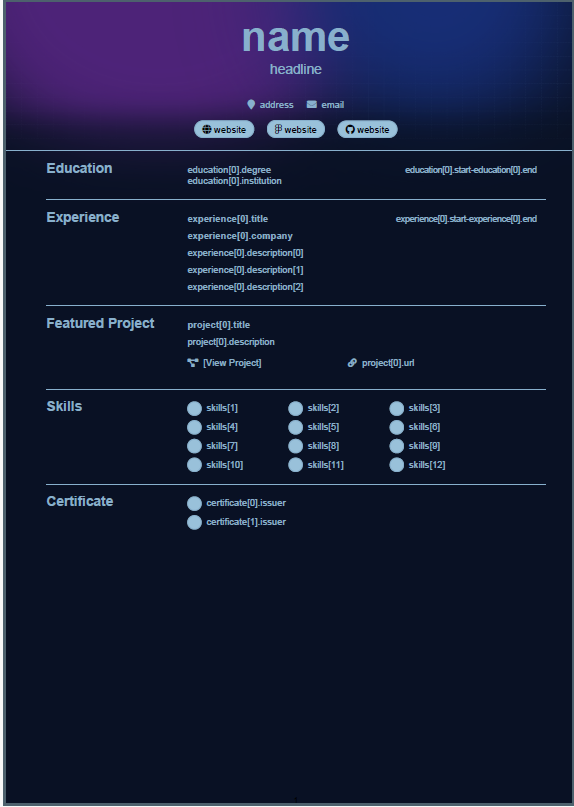 name
headline
address email
website website website
Education
education[0].degree education[0].start-education[0].end
education[0].institution
Experience
experience[0].title experience[0].start-experience[0].end
experience[0].company
experience[0].description[0]
experience[0].description[1]
experience[0].description[2]
Featured Project
project[0].title
project[0].description
[View Project] project[0].url
Skills
skills[1] skills[2] skills[3]
skills[4] skills[5] skills[6]
skills[7] skills[8] skills[9]
skills[10] skills[11] skills[12]
Certificate
certificate[0].issuer
certificate[1].issuer